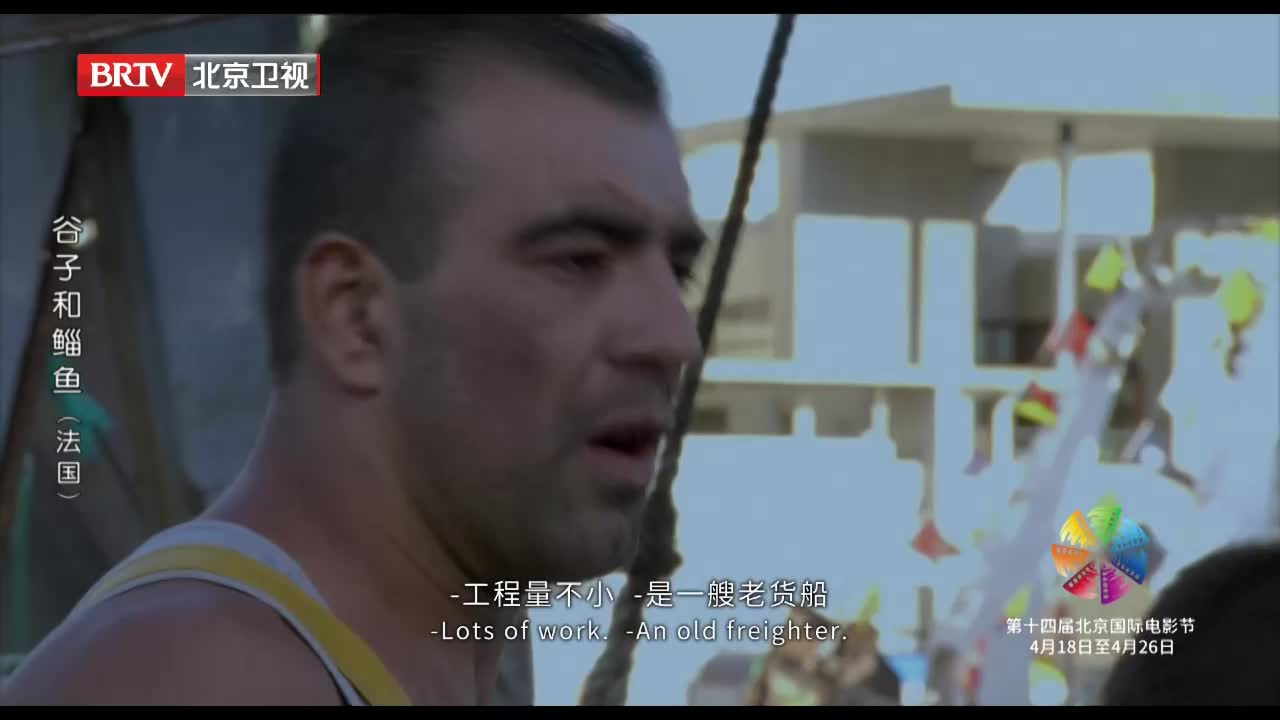 BRTV 北京卫视
谷子和鲻鱼（法国）
-工程量不小 -是一艘老货船
-Lots of work. -An old freighter.
第十四届北京国际电影节
4月18日至4月26日